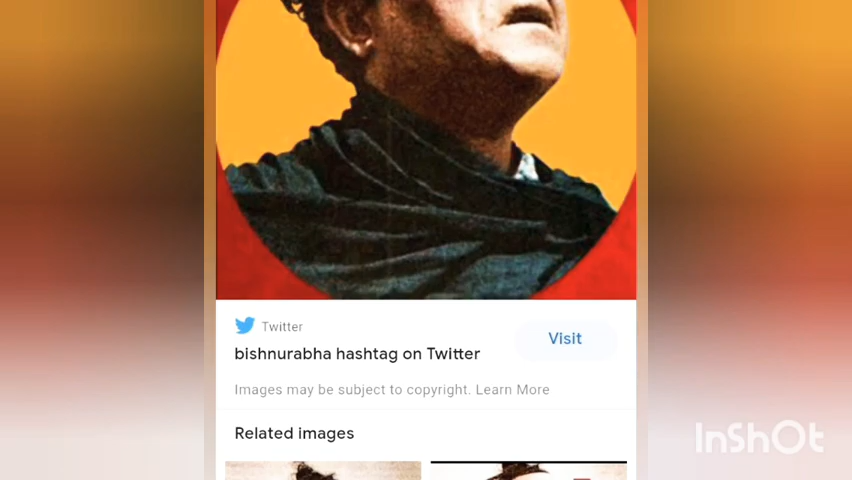 Twitter
Visit
bishnurabha hashtag on Twitter
Images may be subject to copyright. Learn More
Related images
InShOt